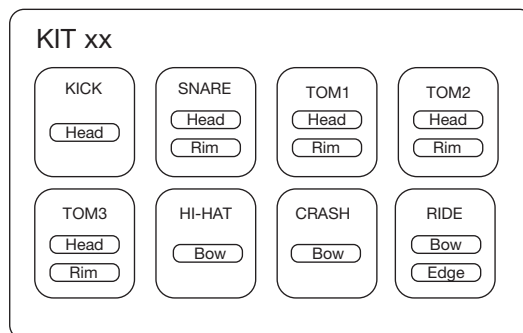 KIT xx
KICK
Head
SNARE
Head
Rim
TOM1
Head
Rim
TOM2
Head
Rim
TOM3
Head
Rim
HI-HAT
Bow
CRASH
Bow
RIDE
Bow
Edge